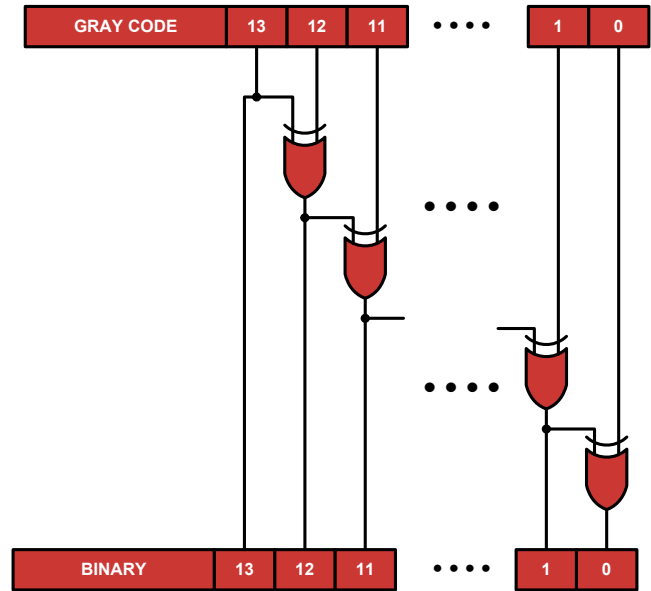 GRAY CODE 13 12 11 •••• 1 0
BINARY 13 12 11 •••• 1 0